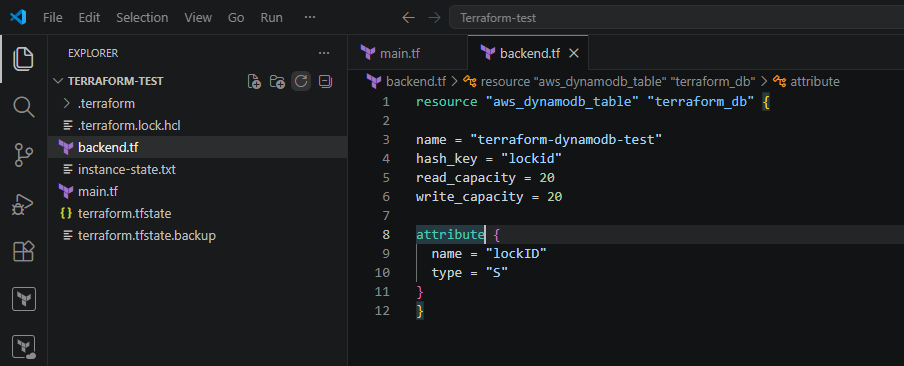 File Edit Selection View Go Run ··· ← → Terraform-test
EXPLORER ···
TERRAFORM-TEST
.terraform
.terraform.lock.hcl
backend.tf
instance-state.txt
main.tf
{} terraform.tfstate
terraform.tfstate.backup
main.tf backend.tf ×
backend.tf > resource "aws_dynamodb_table" "terraform_db" > attribute
1 resource "aws_dynamodb_table" "terraform_db" {
2
3 name = "terraform-dynamodb-test"
4 hash_key = "lockid"
5 read_capacity = 20
6 write_capacity = 20
7
8 attribute {
9 name = "lockID"
10 type = "S"
11 }
12 }